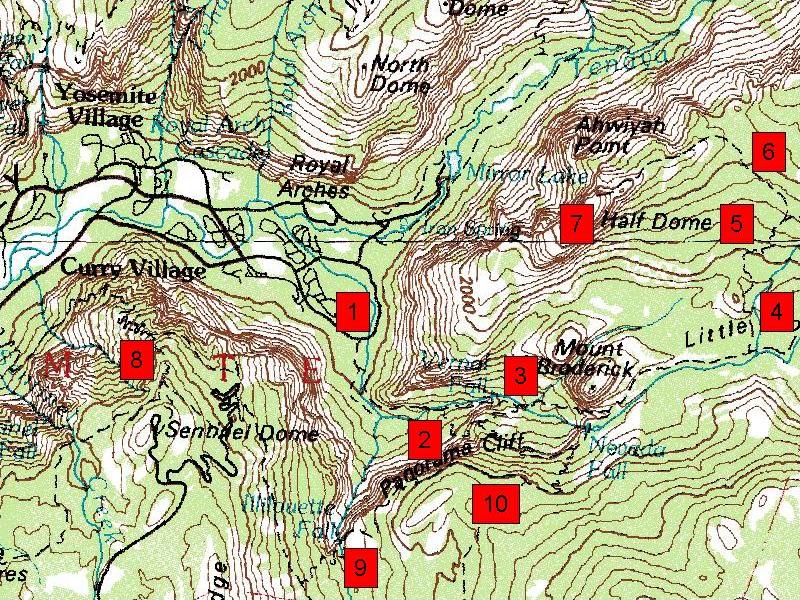 Dome
North
Dome
2000
Tenaya
Yosemite
Village
Royal Arch
Cascade
Ahwiyah
Point
6
Royal
Arches
Mirror Lake
7
Half Dome
5
Iron Spring
Curry Village
2000
1
4
Little
8
M
T
E
Vernal
Fall
3
Mount
Broderick
Sentinel Dome
2
Panorama Cliff
Nevada
Fall
Illilouette
Fall
10
Creek
9